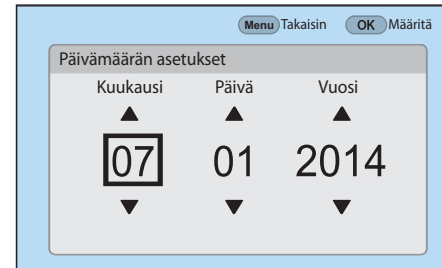 Menu Takaisin OK Määritä
Päivämäärän asetukset
Kuukausi Päivä Vuosi
07 01 2014